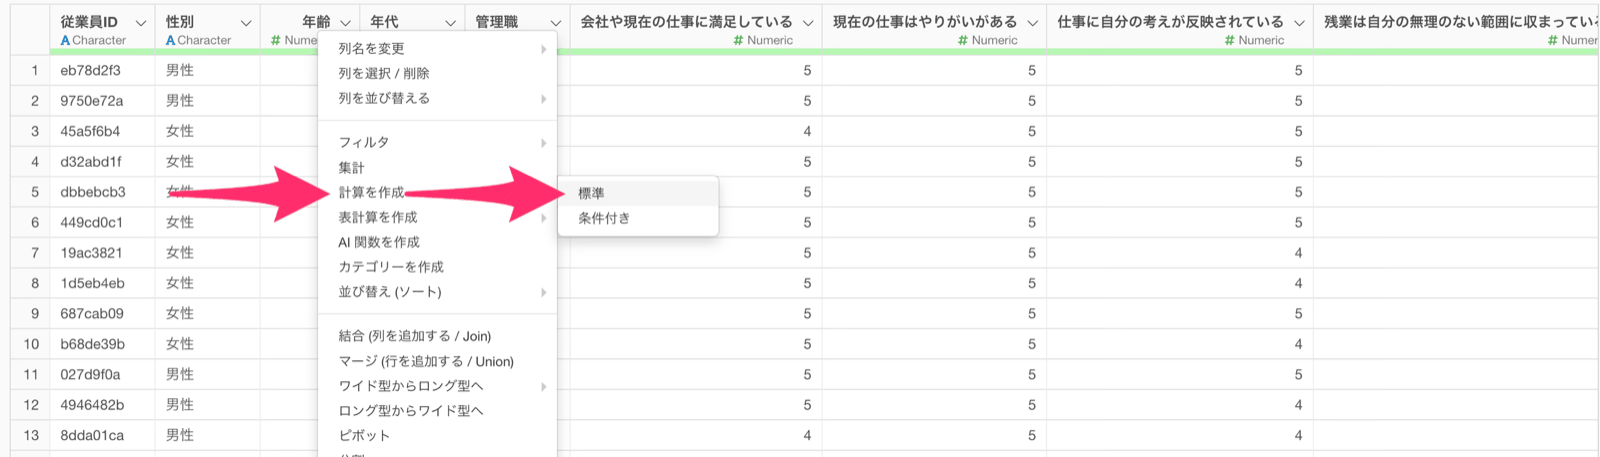 従業員ID 性別 年齢 年代 管理職 会社や現在の仕事に満足している 現在の仕事はやりがいがある 仕事に自分の考えが反映されている 残業は自分の無理のない範囲に収まっている
Character Character Nume Numeric Numeric Numeric Numer
1 eb78d2f3 男性 5 5 5
2 9750e72a 男性 5 5 5
3 45a5f6b4 女性 4 5 5
4 d32abd1f 女性 5 5 5
5 dbbebcb3 女性 5 5 5
6 449cd0c1 女性 5 5 5
7 19ac3821 女性 5 5 4
8 1d5eb4eb 女性 5 5 4
9 687cab09 女性 5 5 5
10 b68de39b 女性 5 5 4
11 027d9f0a 男性 5 5 5
12 4946482b 男性 5 5 4
13 8dda01ca 男性 4 5 4
列名を変更
列を選択 / 削除
列を並び替える
フィルタ
集計
計算を作成
表計算を作成
AI 関数を作成
カテゴリーを作成
並び替え (ソート)
結合 (列を追加する / Join)
マージ (行を追加する / Union)
ワイド型からロング型へ
ロング型からワイド型へ
ピボット
標準
条件付き